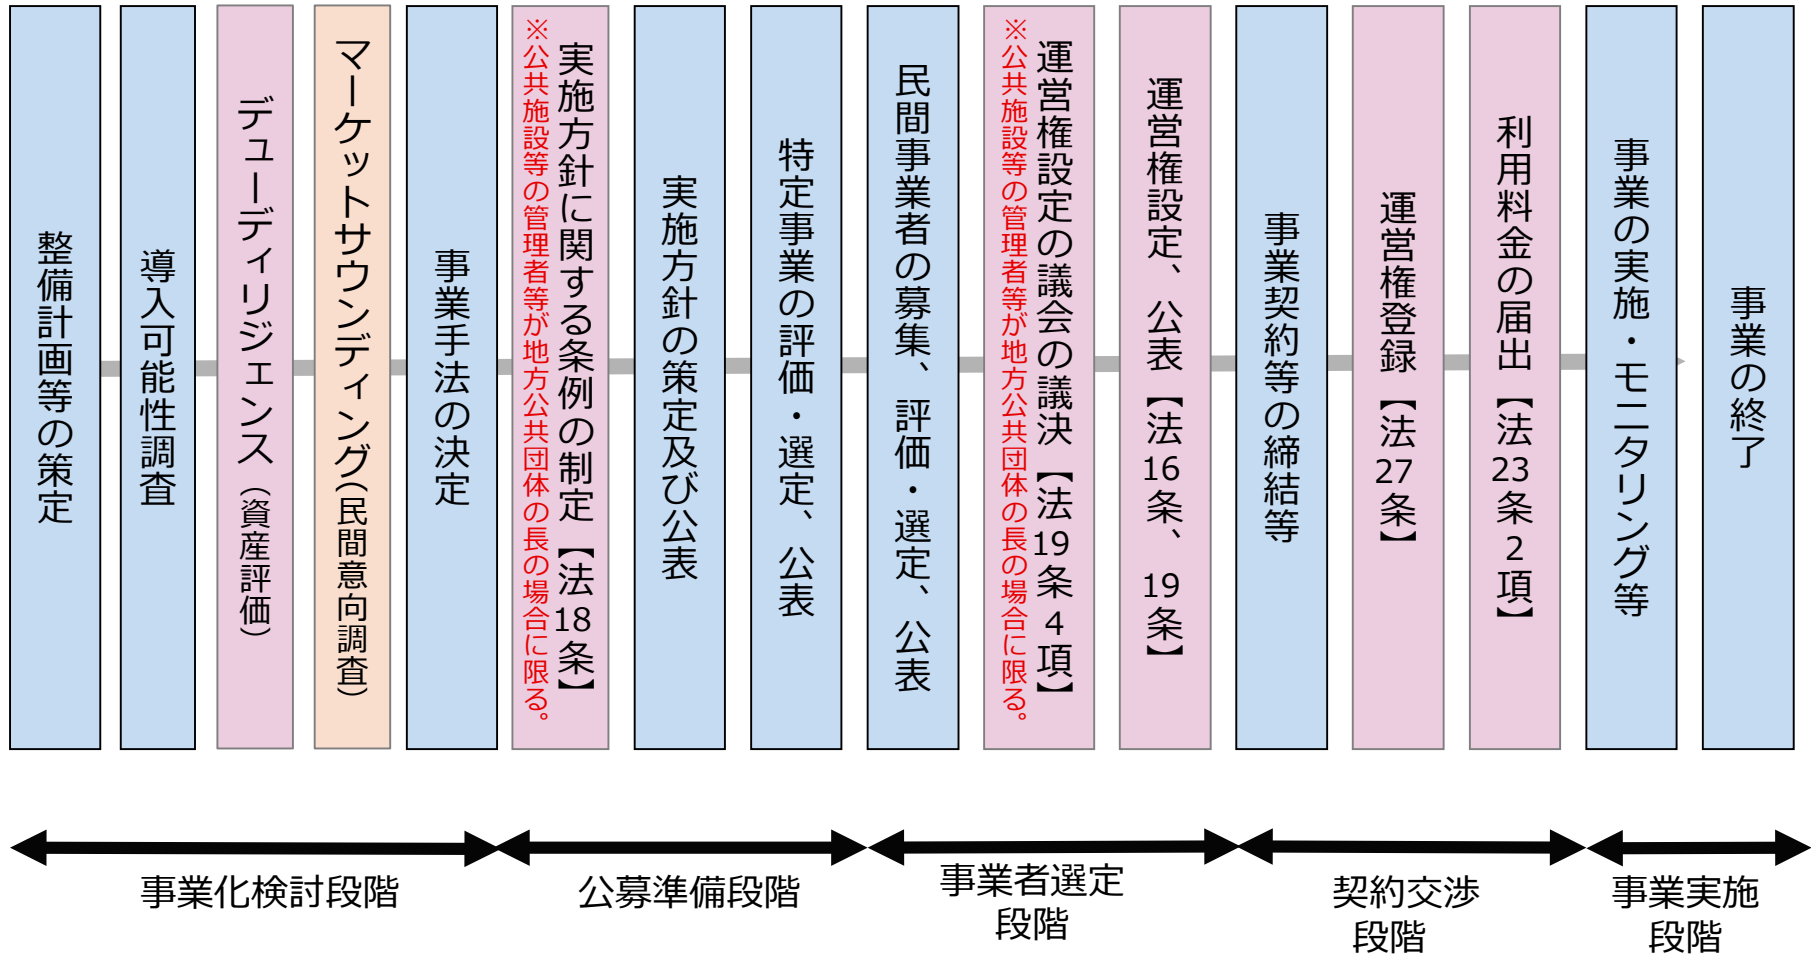 整備計画等の策定
導入可能性調査
デューディリジェンス（資産評価）
マーケットサウンディング（民間意向調査）
事業手法の決定
実施方針に関する条例の制定【法18条】
※公共施設等の管理者等が地方公共団体の長の場合に限る。
実施方針の策定及び公表
特定事業の評価・選定、公表
民間事業者の募集、評価・選定、公表
運営権設定の議会の議決【法19条４項】
※公共施設等の管理者等が地方公共団体の長の場合に限る。
運営権設定、公表【法16条、19条】
事業契約等の締結等
運営権登録【法27条】
利用料金の届出【法23条２項】
事業の実施・モニタリング等
事業の終了
事業化検討段階
公募準備段階
事業者選定
段階
契約交渉
段階
事業実施
段階